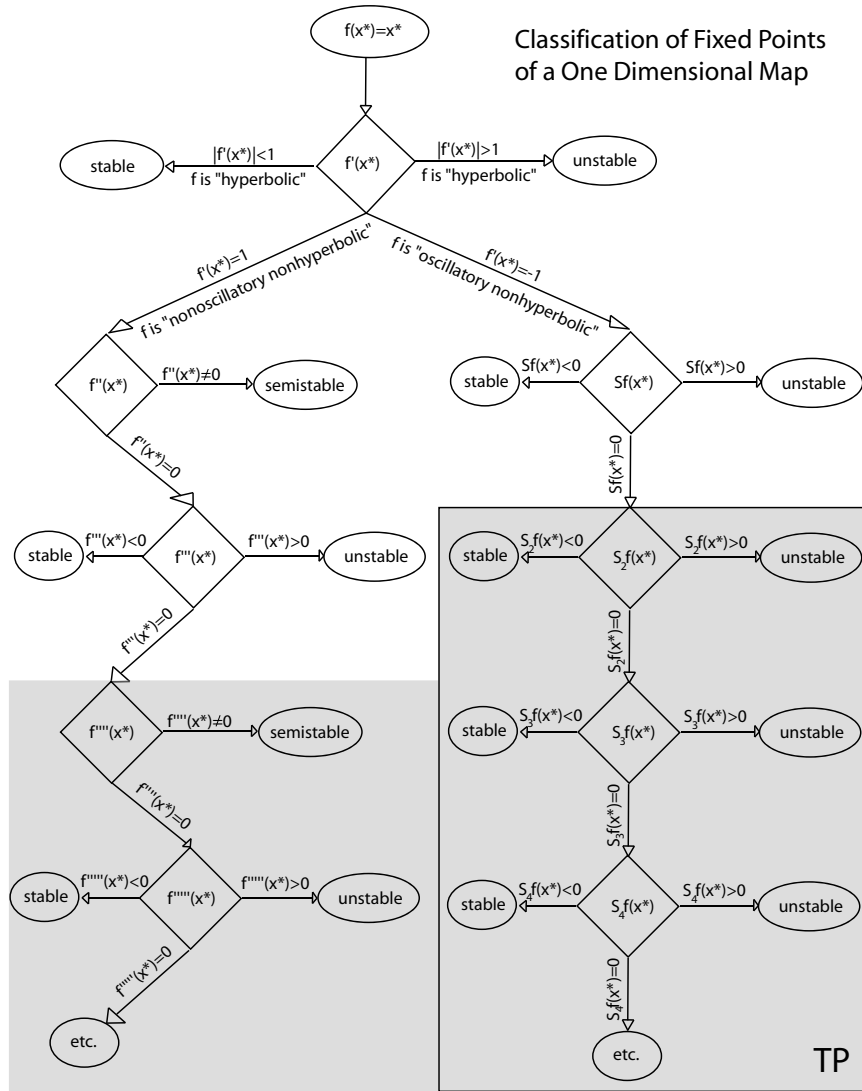 f(x*)=x*
Classification of Fixed Points
of a One Dimensional Map
stable
|f'(x*)|<1
f is "hyperbolic"
f'(x*)
|f'(x*)|>1
f is "hyperbolic"
unstable
f'(x*)=1
f is "nonoscillatory nonhyperbolic"
f'(x*)=-1
f is "oscillatory nonhyperbolic"
f''(x*)
f''(x*)≠0
semistable
stable
Sf(x*)<0
Sf(x*)
Sf(x*)>0
unstable
f''(x*)=0
Sf(x*)=0
stable
f'''(x*)<0
f'''(x*)
f'''(x*)>0
unstable
stable
S₂f(x*)<0
S₂f(x*)
S₂f(x*)>0
unstable
f'''(x*)=0
S₂f(x*)=0
f''''(x*)
f''''(x*)≠0
semistable
stable
S₃f(x*)<0
S₃f(x*)
S₃f(x*)>0
unstable
f''''(x*)=0
S₃f(x*)=0
stable
f'''''(x*)<0
f'''''(x*)
f'''''(x*)>0
unstable
stable
S₄f(x*)<0
S₄f(x*)
S₄f(x*)>0
unstable
f'''''(x*)=0
S₄f(x*)=0
etc.
etc.
TP